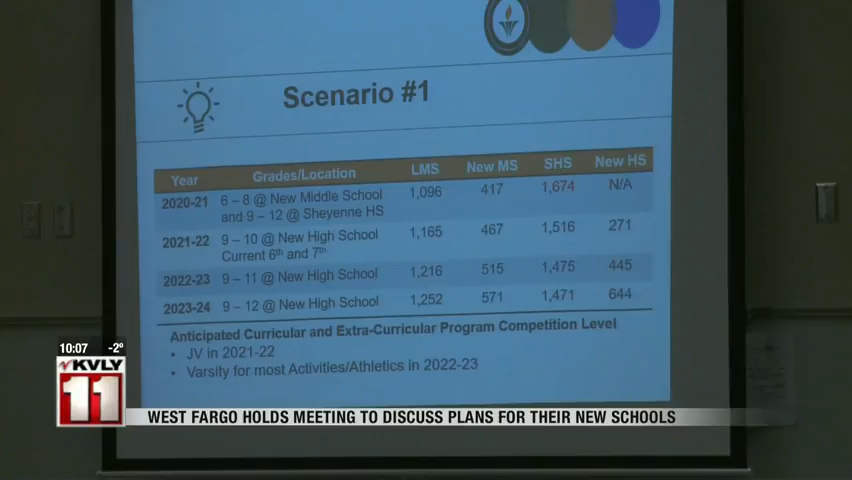 Scenario #1
Year Grades/Location LMS New MS SHS New HS
2020-21 6 – 8 @ New Middle School and 9 – 12 @ Sheyenne HS 1,096 417 1,674 N/A
2021-22 9 – 10 @ New High School Current 6th and 7th 1,165 467 1,516 271
2022-23 9 – 11 @ New High School 1,216 515 1,475 445
2023-24 9 – 12 @ New High School 1,252 571 1,471 644
Anticipated Curricular and Extra-Curricular Program Competition Level
• JV in 2021-22
• Varsity for most Activities/Athletics in 2022-23
10:07 -2°
KVLY
11
WEST FARGO HOLDS MEETING TO DISCUSS PLANS FOR THEIR NEW SCHOOLS